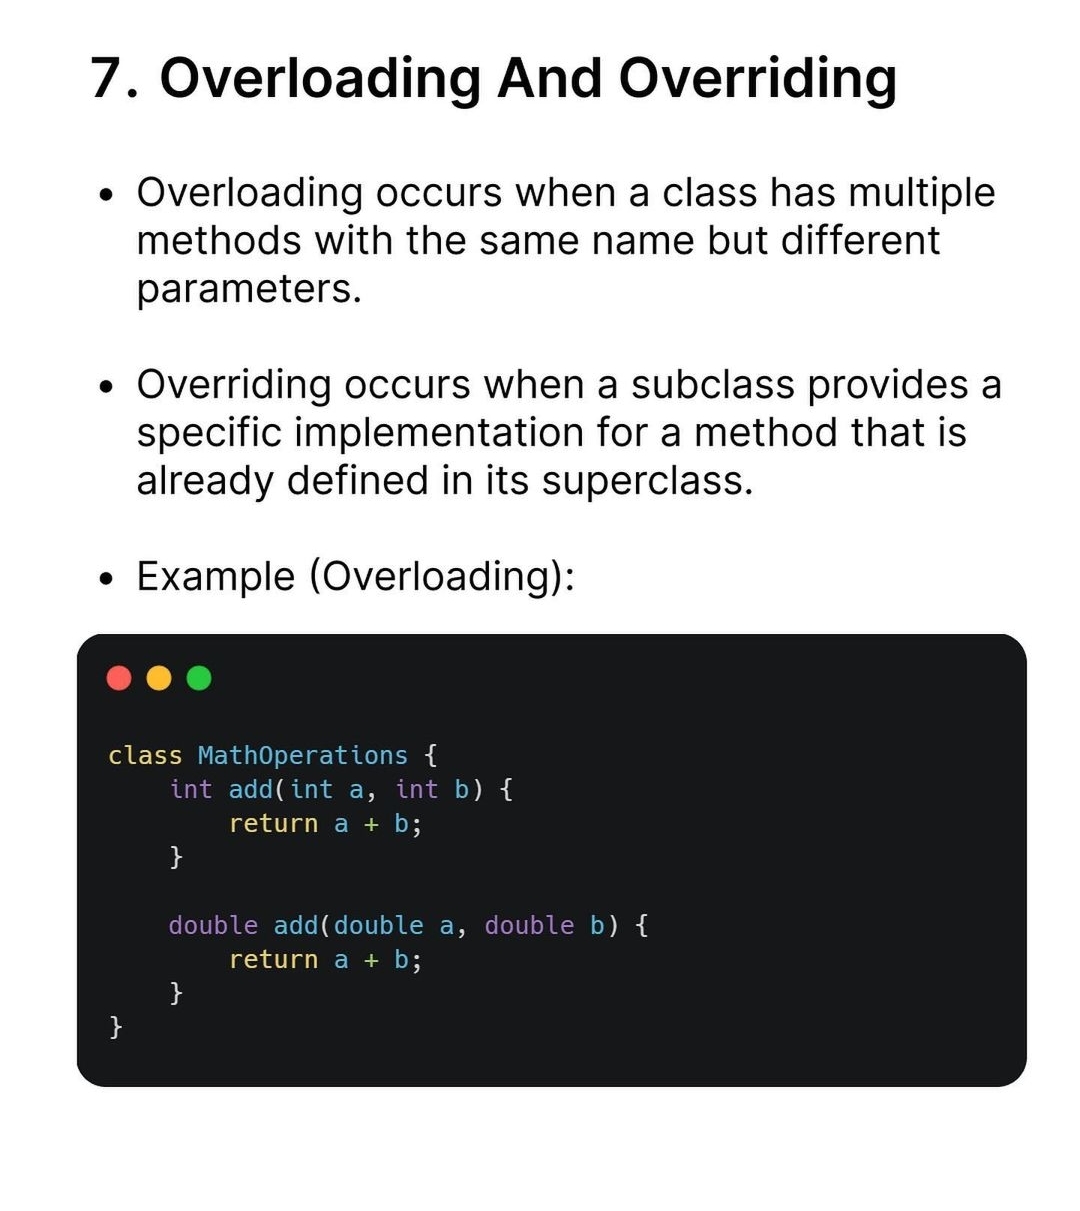 7. Overloading And Overriding
• Overloading occurs when a class has multiple
methods with the same name but different
parameters.
• Overriding occurs when a subclass provides a
specific implementation for a method that is
already defined in its superclass.
• Example (Overloading):
class MathOperations {
    int add(int a, int b) {
        return a + b;
    }
    double add(double a, double b) {
        return a + b;
    }
}